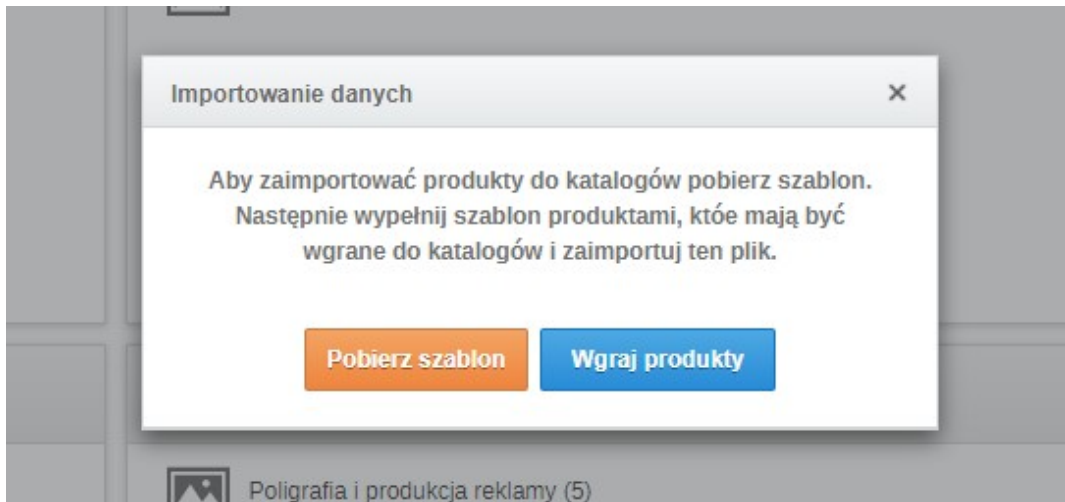 Importowanie danych ×
Aby zaimportować produkty do katalogów pobierz szablon.
Następnie wypełnij szablon produktami, któe mają być
wgrane do katalogów i zaimportuj ten plik.
Pobierz szablon Wgraj produkty
Poligrafia i produkcja reklamy (5)